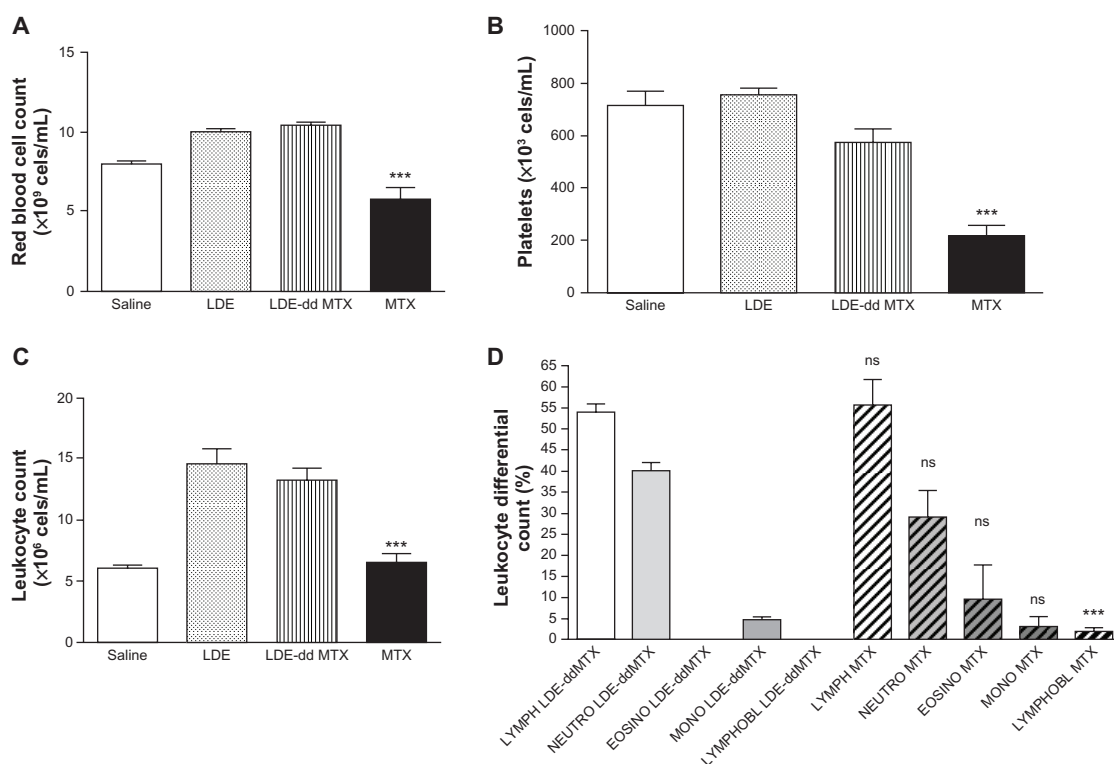 A
Red blood cell count
(×10⁹ cels/mL)
15
10
5
0
***
Saline
LDE
LDE-dd MTX
MTX
B
Platelets (×10³ cels/mL)
1000
800
600
400
200
0
***
Saline
LDE
LDE-dd MTX
MTX
C
Leukocyte count
(×10⁶ cels/mL)
20
15
10
5
0
***
Saline
LDE
LDE-dd MTX
MTX
D
Leukocyte differential
count (%)
65
60
55
50
45
40
35
30
25
20
15
10
5
0
ns
ns
ns
ns
***
LYMPH LDE-ddMTX
NEUTRO LDE-ddMTX
EOSINO LDE-ddMTX
MONO LDE-ddMTX
LYMPHOBL LDE-ddMTX
LYMPH MTX
NEUTRO MTX
EOSINO MTX
MONO MTX
LYMPHOBL MTX